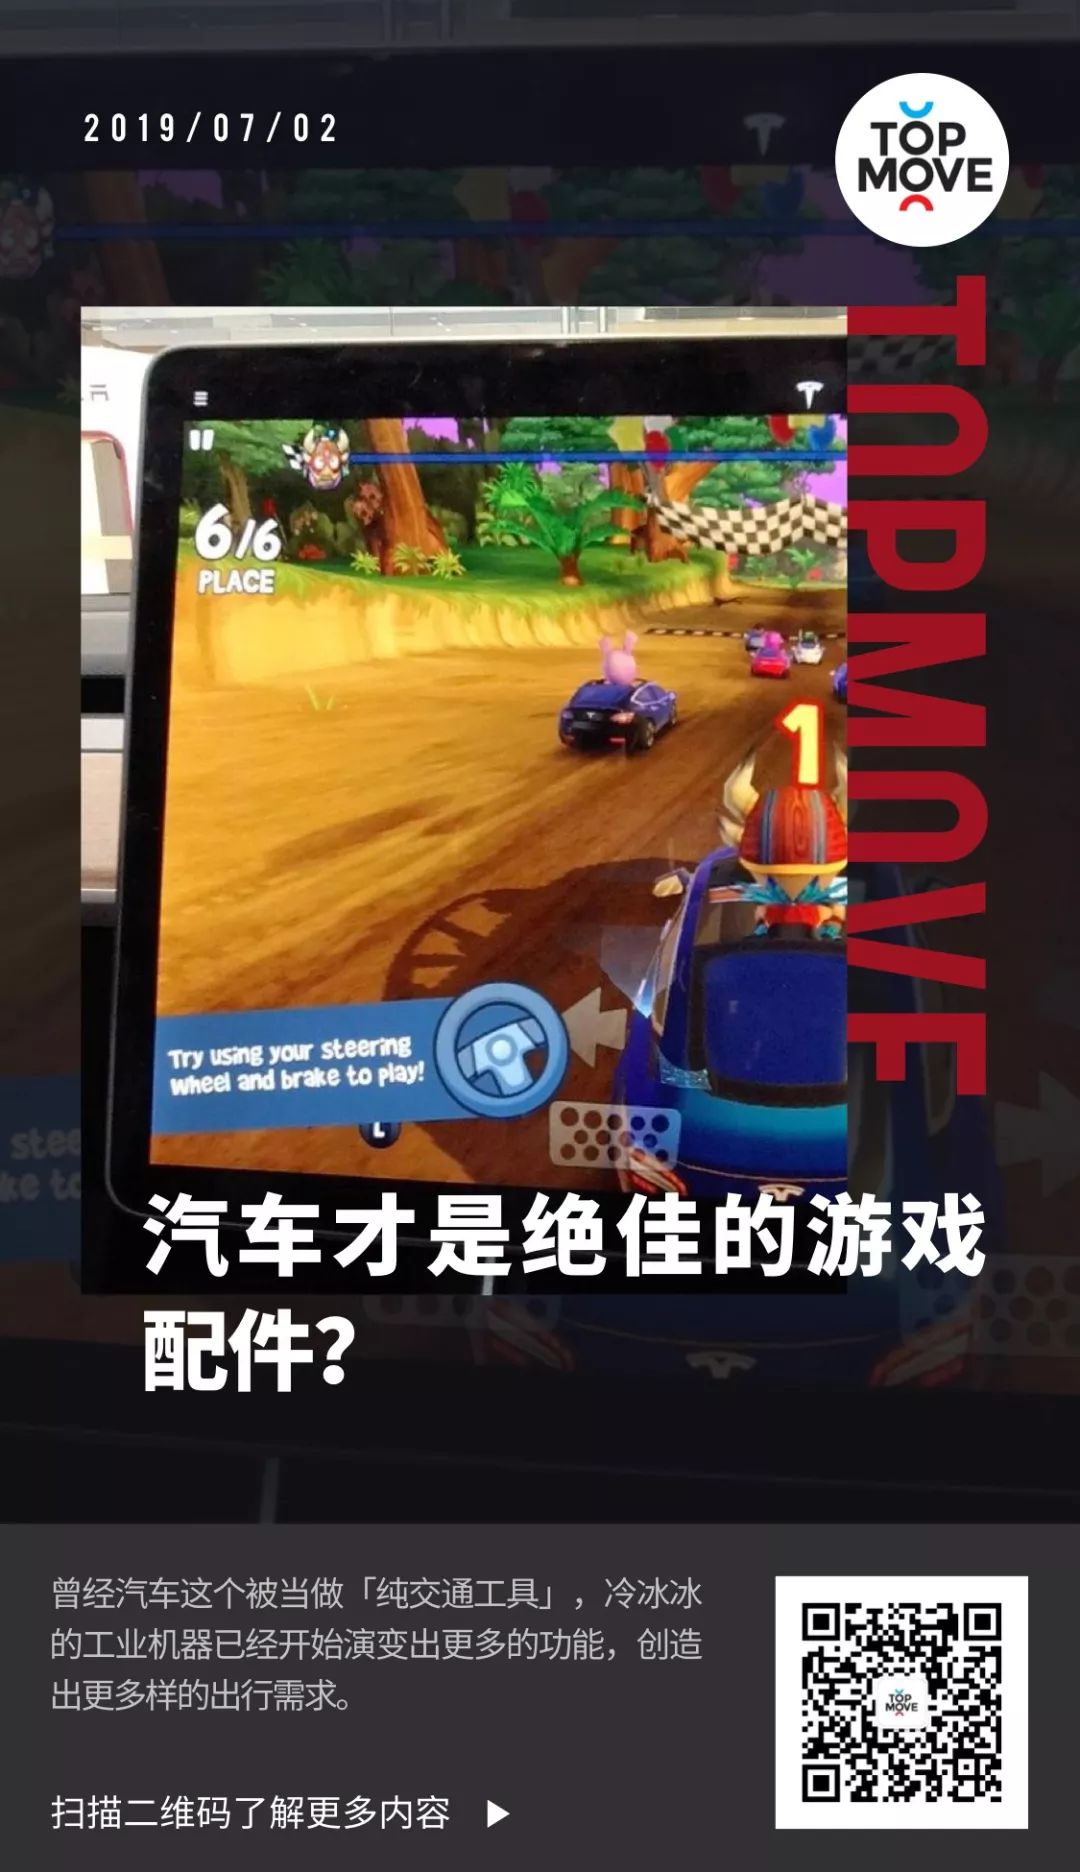 2019/07/02
TOP
MOVE
TOPMOVE
6/6
PLACE
1
Try using your steering
wheel and brake to play!
L
汽车才是绝佳的游戏
配件？
曾经汽车这个被当做「纯交通工具」，冷冰冰
的工业机器已经开始演变出更多的功能，创造
出更多样的出行需求。
扫描二维码了解更多内容
TOP
MOVE